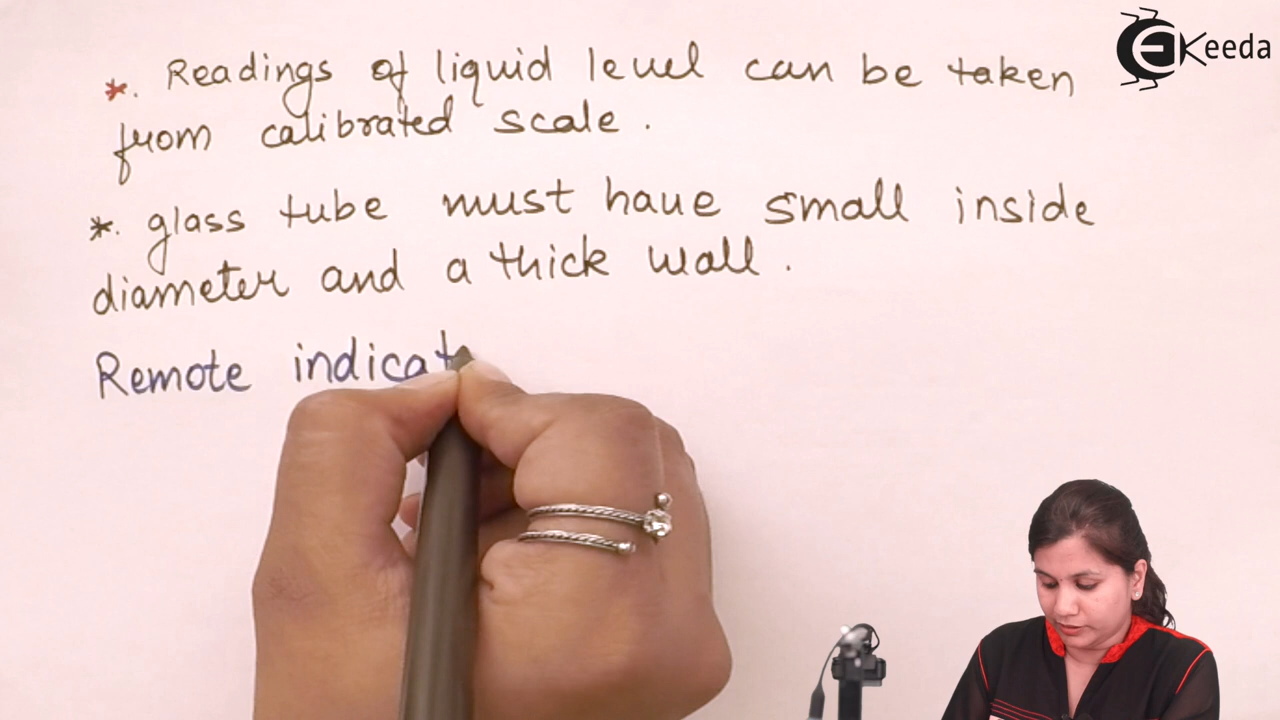 *. Readings of liquid level can be taken
from calibrated scale.
*. glass tube must have small inside
diameter and a thick wall.
Remote indicat
EKeeda